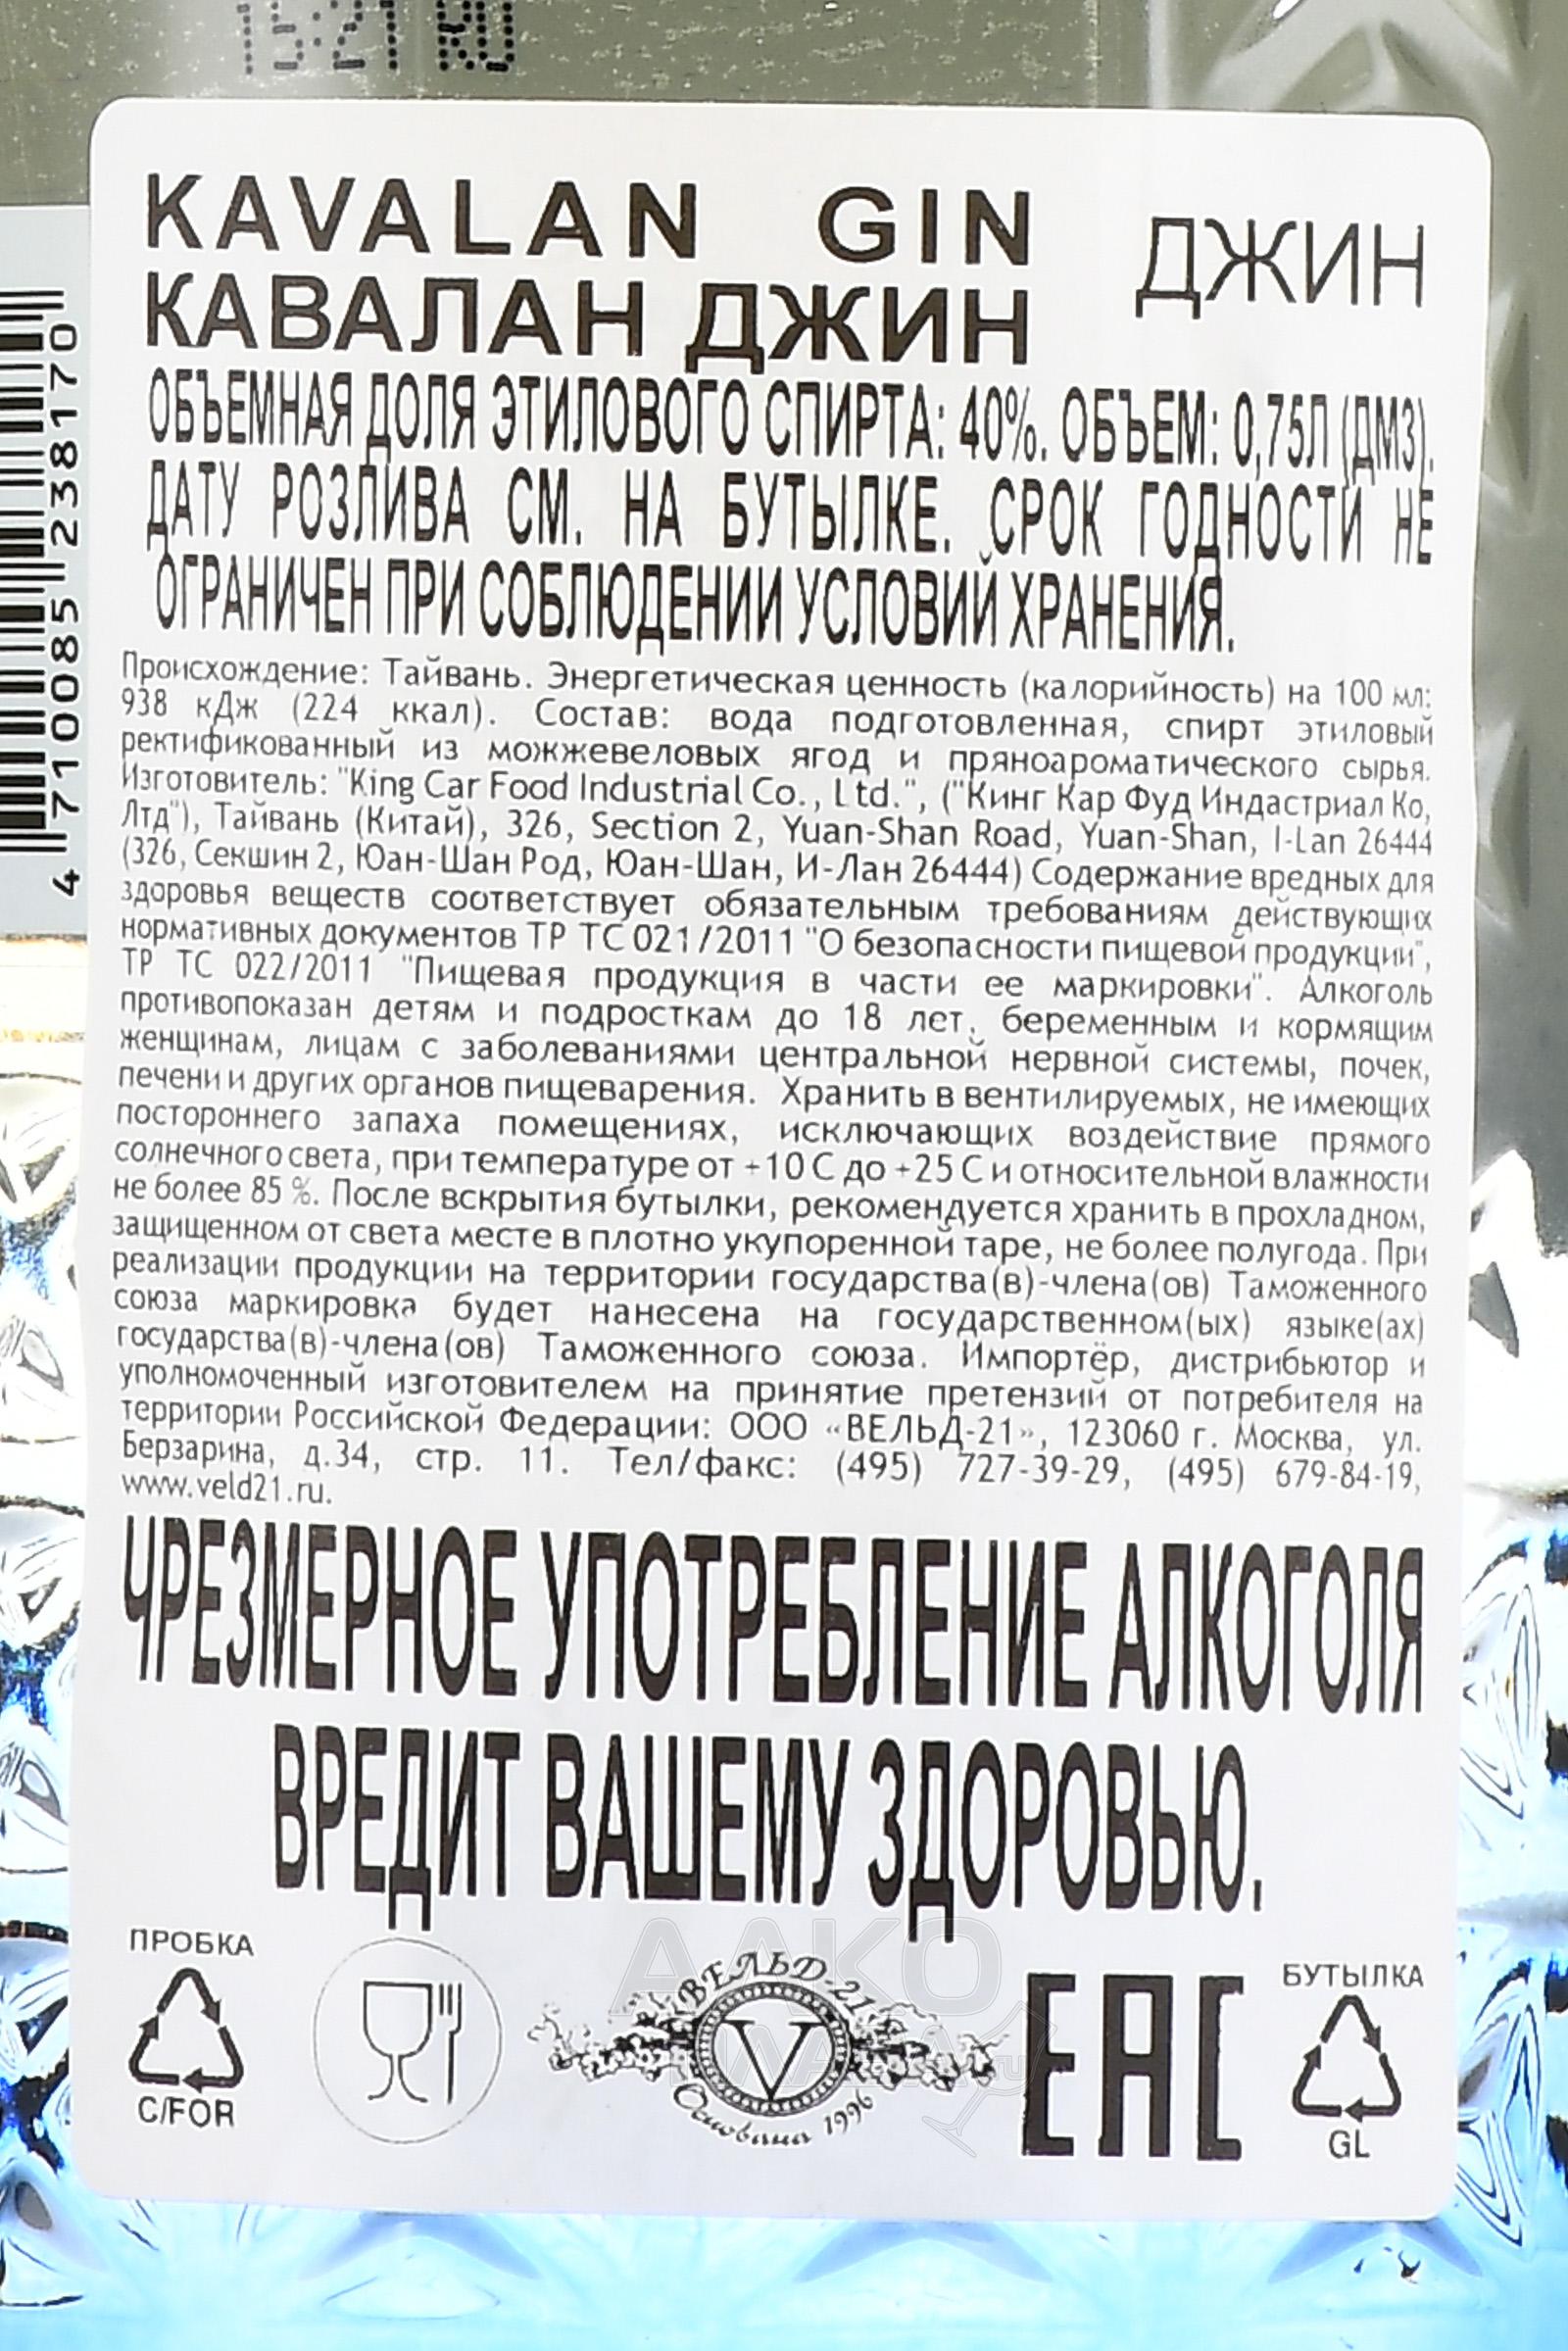 15:21 RU
KAVALAN GIN ДЖИН
КАВАЛАН ДЖИН
ОБЪЕМНАЯ ДОЛЯ ЭТИЛОВОГО СПИРТА: 40%. ОБЪЕМ: 0,75Л (ДМ3).
ДАТУ РОЗЛИВА СМ. НА БУТЫЛКЕ. СРОК ГОДНОСТИ НЕ
ОГРАНИЧЕН ПРИ СОБЛЮДЕНИИ УСЛОВИЙ ХРАНЕНИЯ.
Происхождение: Тайвань. Энергетическая ценность (калорийность) на 100 мл:
938 кДж (224 ккал). Состав: вода подготовленная, спирт этиловый
ректификованный из можжевеловых ягод и пряноароматического сырья.
Изготовитель: "King Car Food Industrial Co., Ltd.", ("Кинг Кар Фуд Индастриал Ко,
Лтд"), Тайвань (Китай), 326, Section 2, Yuan-Shan Road, Yuan-Shan, I-Lan 26444
(326, Секшин 2, Юан-Шан Род, Юан-Шан, И-Лан 26444) Содержание вредных для
здоровья веществ соответствует обязательным требованиям действующих
нормативных документов ТР ТС 021/2011 "О безопасности пищевой продукции",
ТР ТС 022/2011 "Пищевая продукция в части ее маркировки". Алкоголь
противопоказан детям и подросткам до 18 лет, беременным и кормящим
женщинам, лицам с заболеваниями центральной нервной системы, почек,
печени и других органов пищеварения. Хранить в вентилируемых, не имеющих
постороннего запаха помещениях, исключающих воздействие прямого
солнечного света, при температуре от +10 С до +25 С и относительной влажности
не более 85 %. После вскрытия бутылки, рекомендуется хранить в прохладном,
защищенном от света месте в плотно укупоренной таре, не более полугода. При
реализации продукции на территории государства(в)-члена(ов) Таможенного
союза маркировка будет нанесена на государственном(ых) языке(ах)
государства(в)-члена(ов) Таможенного союза. Импортёр, дистрибьютор и
уполномоченный изготовителем на принятие претензий от потребителя на
территории Российской Федерации: ООО «ВЕЛЬД-21», 123060 г. Москва, ул.
Берзарина, д.34, стр. 11. Тел/факс: (495) 727-39-29, (495) 679-84-19,
www.veld21.ru.
ЧРЕЗМЕРНОЕ УПОТРЕБЛЕНИЕ АЛКОГОЛЯ
ВРЕДИТ ВАШЕМУ ЗДОРОВЬЮ.
ПРОБКА
C/FOR
ВЕЛЬД-21
V
Основана 1996
ЕАС
БУТЫЛКА
GL
4 710085 238170